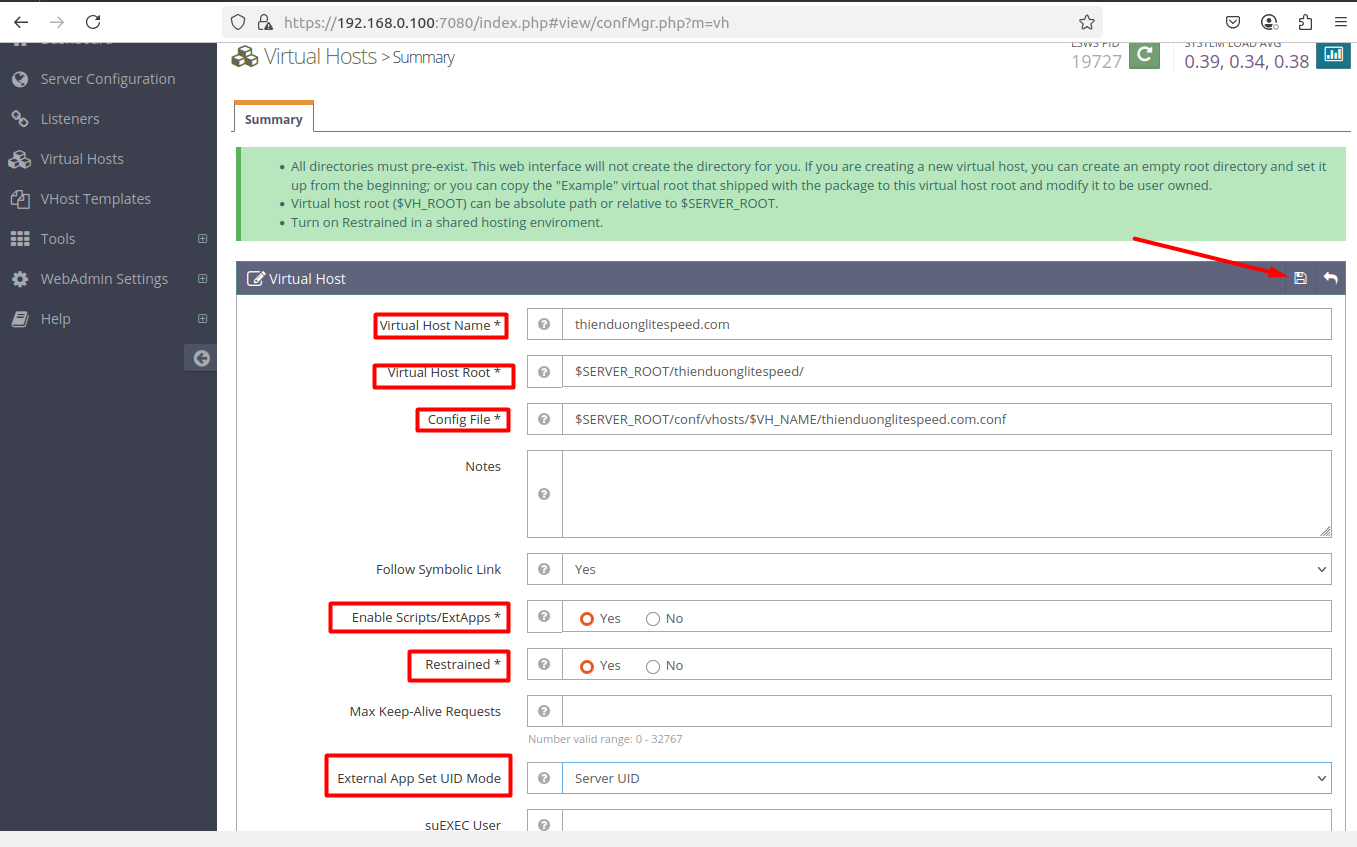 https://192.168.0.100:7080/index.php#view/confMgr.php?m=vh
Dashboard
Server Configuration
Listeners
Virtual Hosts
VHost Templates
Tools
WebAdmin Settings
Help
Virtual Hosts > Summary
LSWS PID
19727
SYSTEM LOAD AVG
0.39, 0.34, 0.38
Summary
All directories must pre-exist. This web interface will not create the directory for you. If you are creating a new virtual host, you can create an empty root directory and set it
up from the beginning; or you can copy the "Example" virtual root that shipped with the package to this virtual host root and modify it to be user owned.
Virtual host root ($VH_ROOT) can be absolute path or relative to $SERVER_ROOT.
Turn on Restrained in a shared hosting enviroment.
Virtual Host
Virtual Host Name * thienduonglitespeed.com
Virtual Host Root * $SERVER_ROOT/thienduonglitespeed/
Config File * $SERVER_ROOT/conf/vhosts/$VH_NAME/thienduonglitespeed.com.conf
Notes
Follow Symbolic Link Yes
Enable Scripts/ExtApps * Yes No
Restrained * Yes No
Max Keep-Alive Requests
Number valid range: 0 - 32767
External App Set UID Mode Server UID
suEXEC User